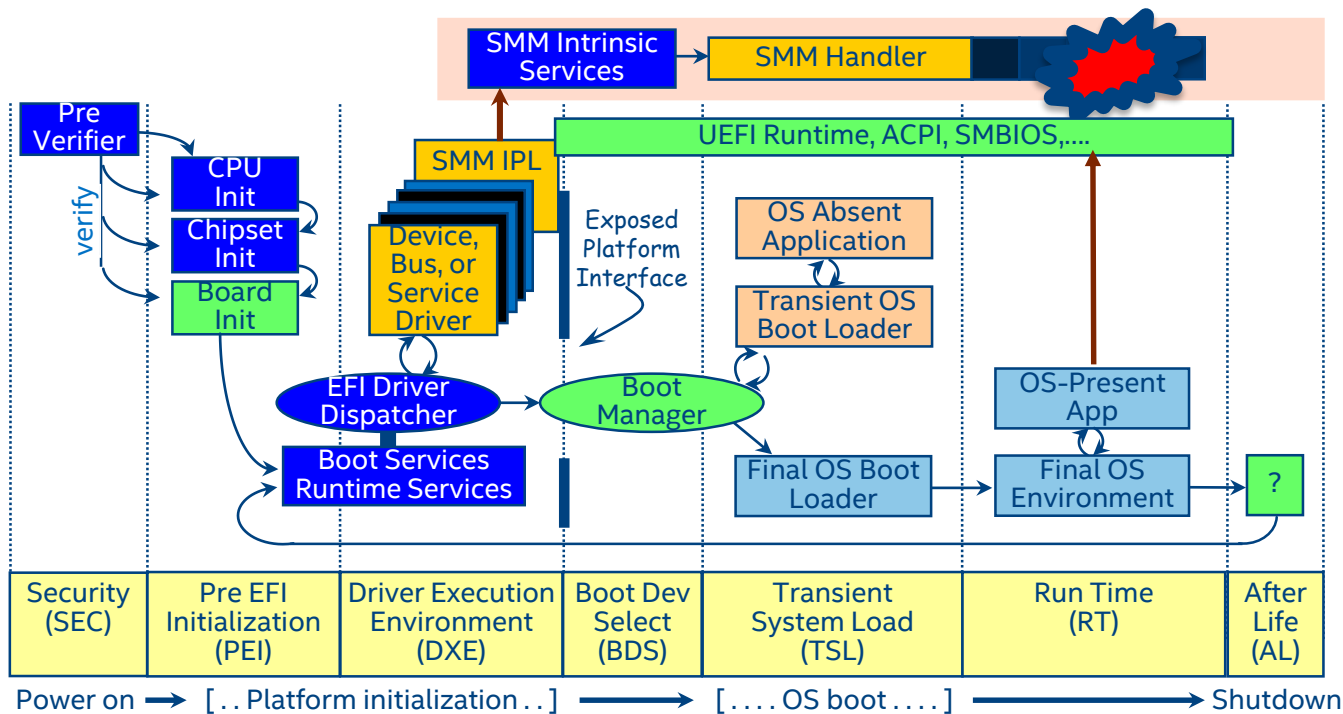 SMM Intrinsic
Services
SMM Handler
Pre
Verifier
verify
CPU
Init
Chipset
Init
Board
Init
SMM IPL
Device,
Bus, or
Service
Driver
EFI Driver
Dispatcher
Boot Services
Runtime Services
UEFI Runtime, ACPI, SMBIOS,....
Exposed
Platform
Interface
Boot
Manager
OS Absent
Application
Transient OS
Boot Loader
Final OS Boot
Loader
OS-Present
App
Final OS
Environment
?
Security
(SEC)
Pre EFI
Initialization
(PEI)
Driver Execution
Environment
(DXE)
Boot Dev
Select
(BDS)
Transient
System Load
(TSL)
Run Time
(RT)
After
Life
(AL)
Power on
[ . . Platform initialization . . ]
[ . . . . OS boot . . . . ]
Shutdown